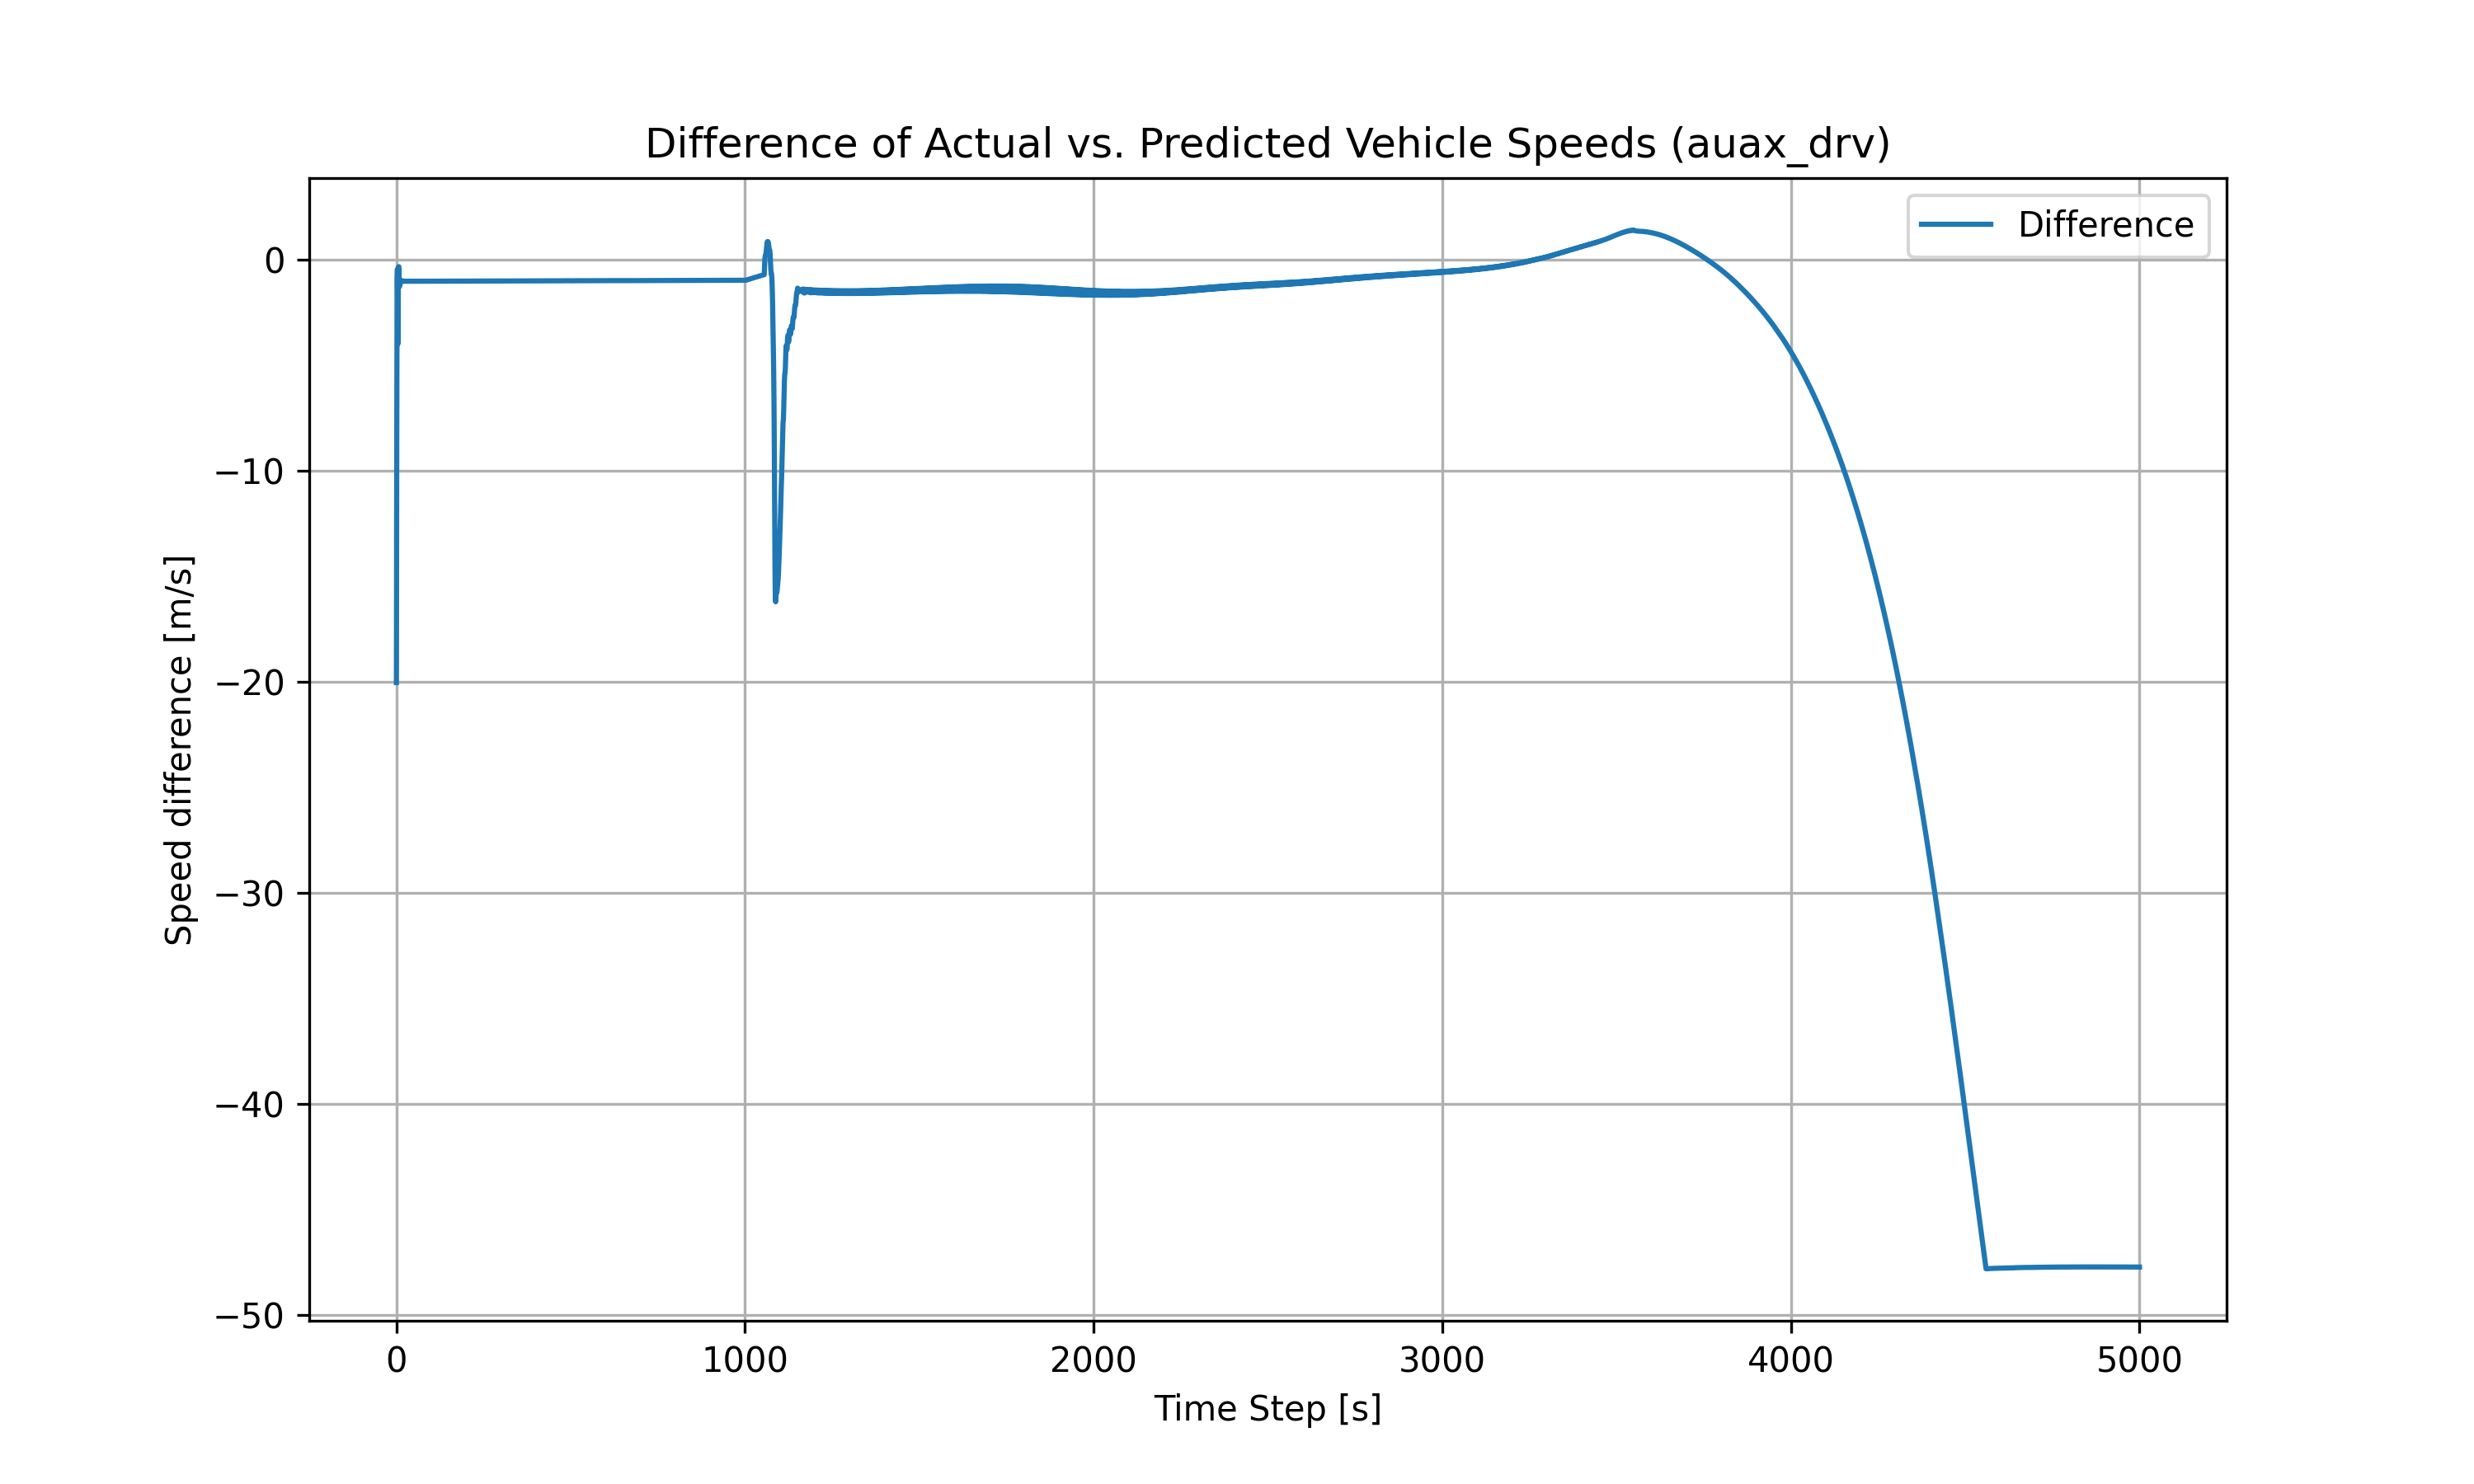 Difference of Actual vs. Predicted Vehicle Speeds (auax_drv)
Difference
0
−10
−20
−30
−40
−50
Speed difference [m/s]
0 1000 2000 3000 4000 5000
Time Step [s]